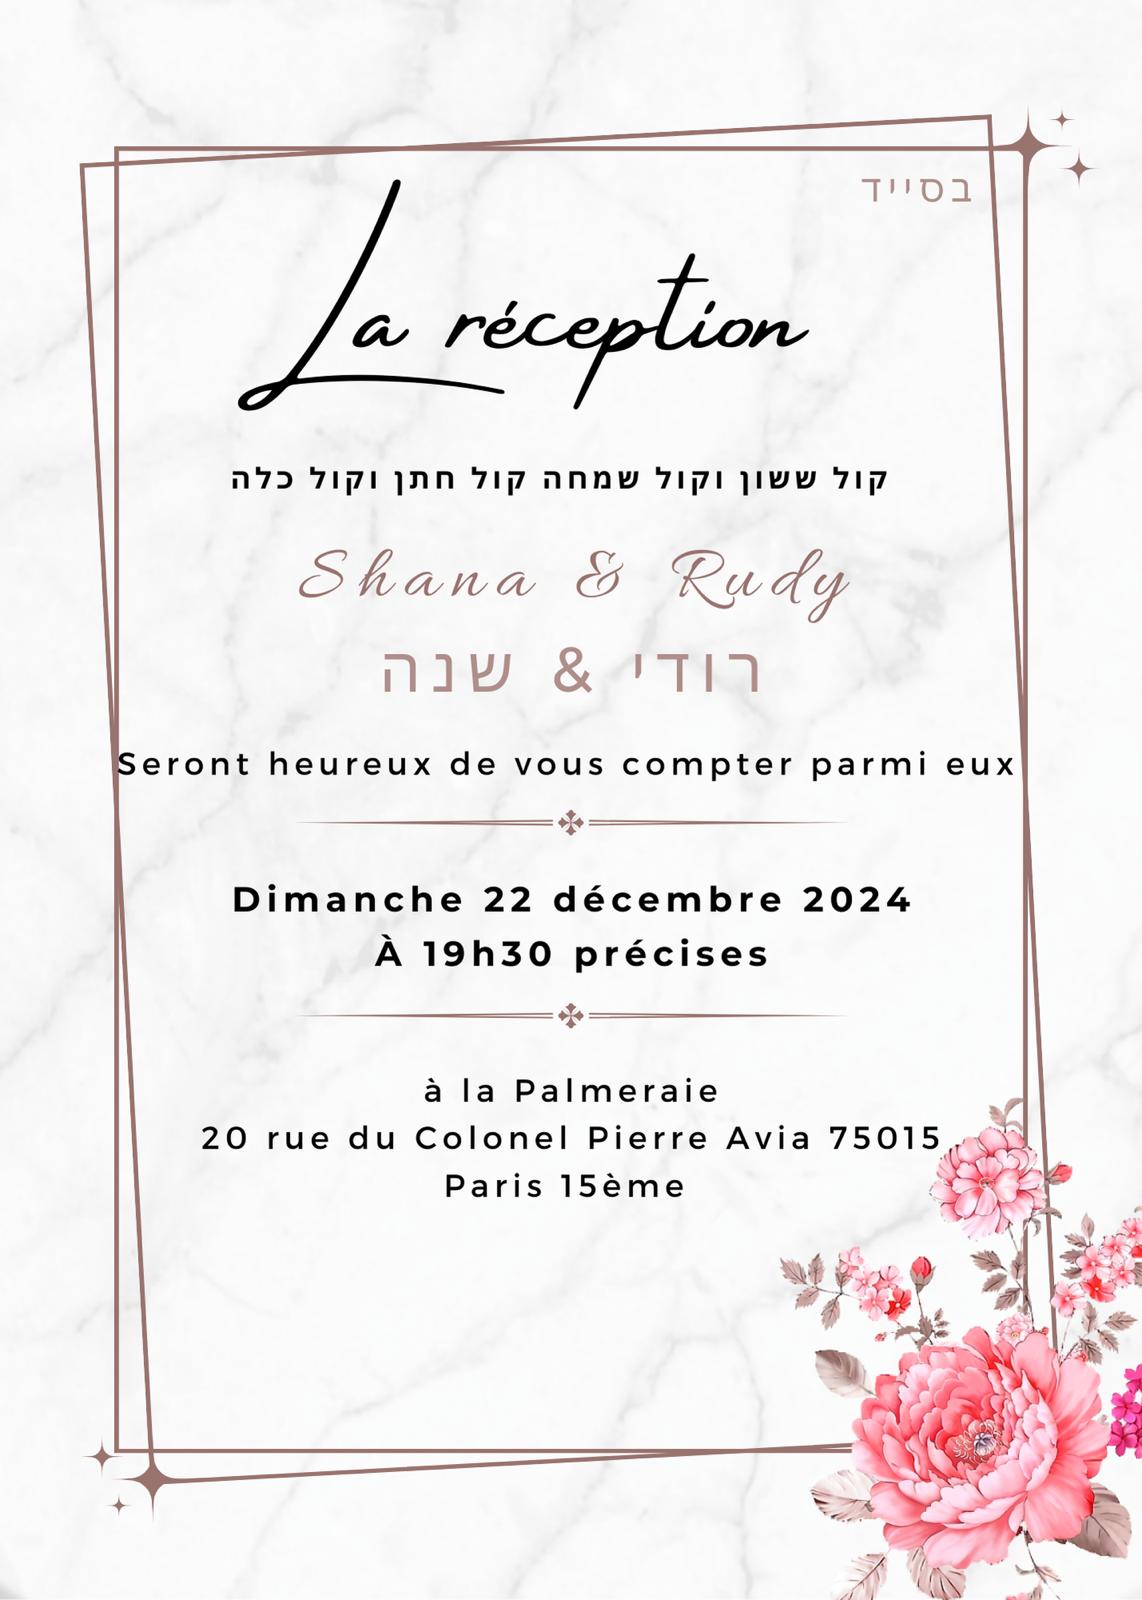 בסייד
La réception
קול ששון וקול שמחה קול חתן וקול כלה
Shana & Rudy
רודי & שנה
Seront heureux de vous compter parmi eux
Dimanche 22 décembre 2024
À 19h30 précises
à la Palmeraie
20 rue du Colonel Pierre Avia 75015
Paris 15ème